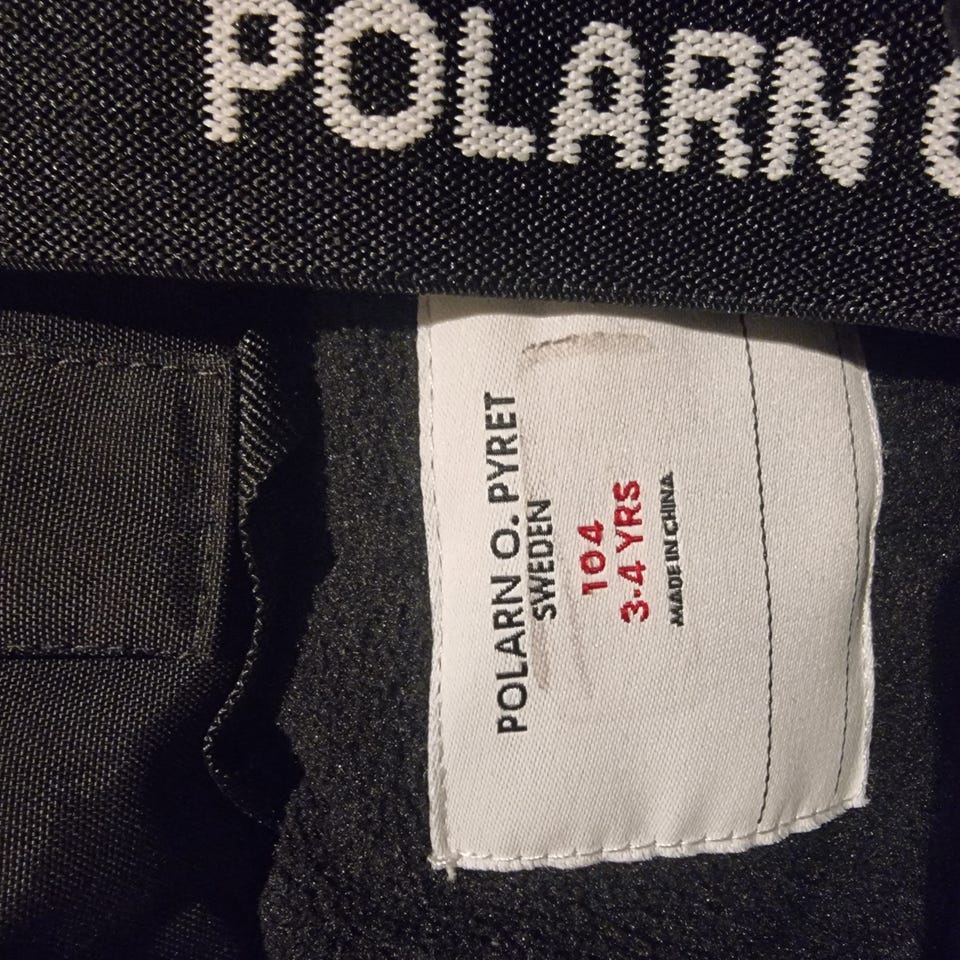 POLARN O
POLARN O. PYRET
SWEDEN
104
3-4 YRS
MADE IN CHINA